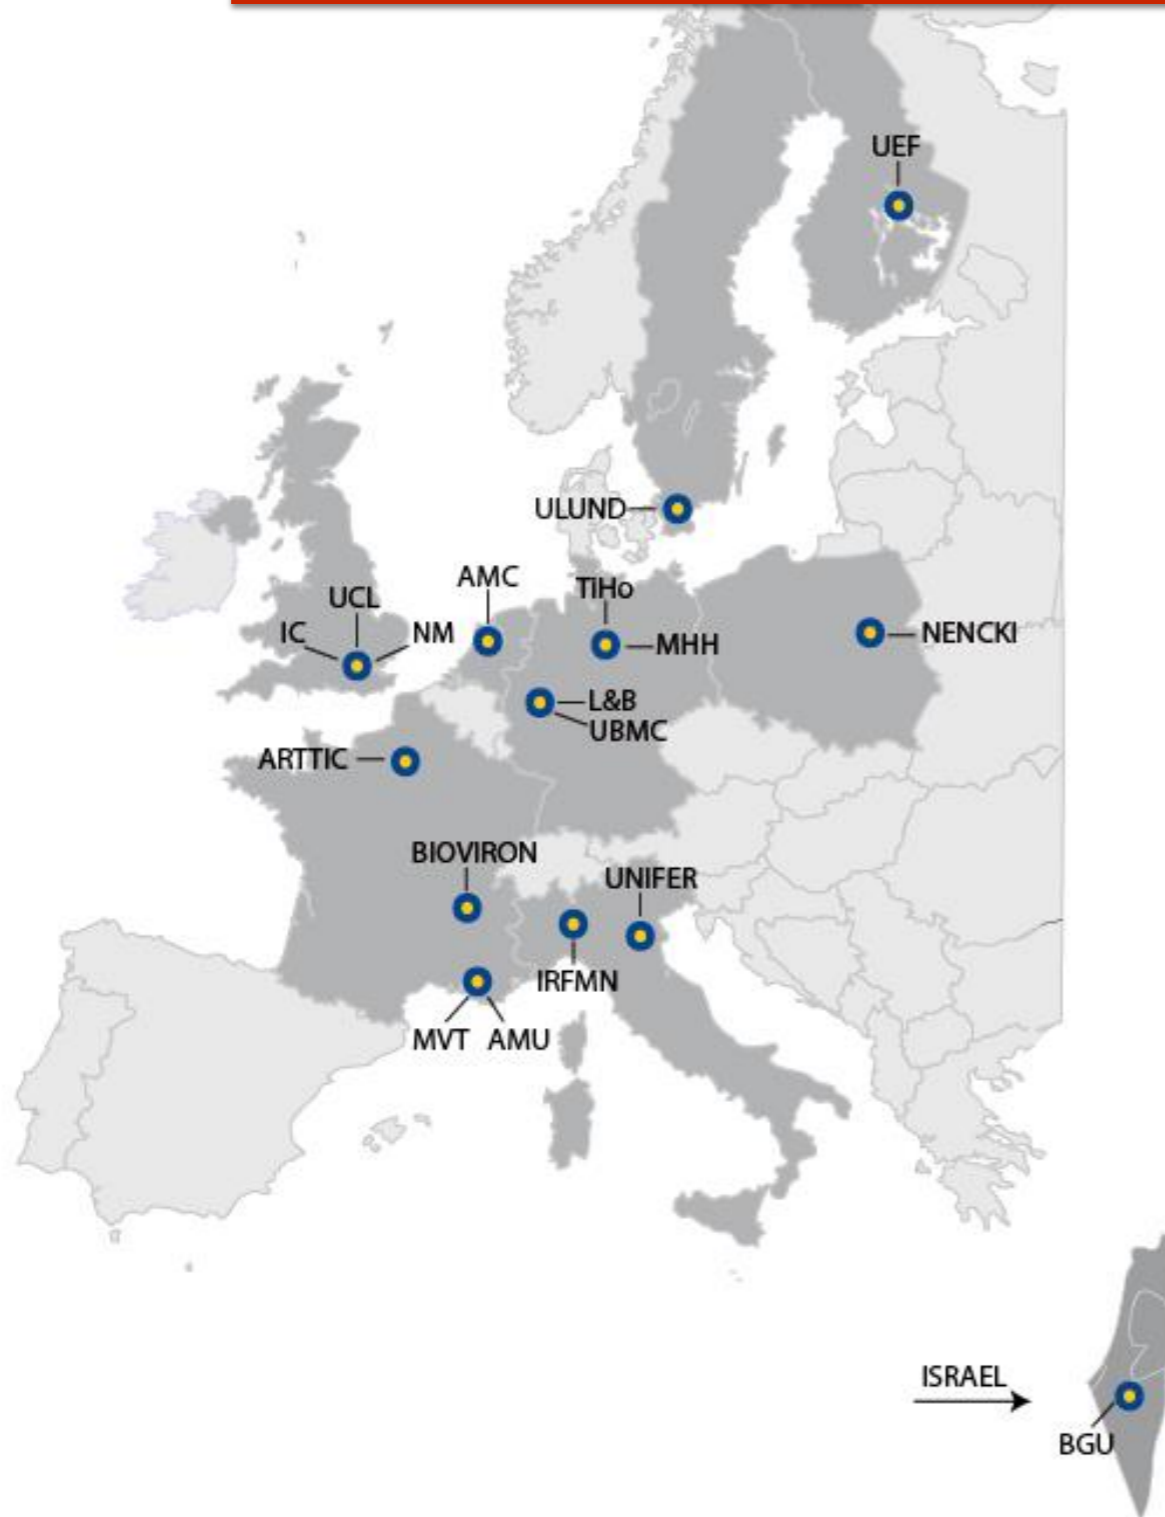 UEF
ULUND
AMC
TIHo
UCL
IC
NM
MHH
NENCKI
L&B
UBMC
ARTTIC
BIOVIRON
UNIFER
IRFMN
MVT
AMU
ISRAEL
BGU